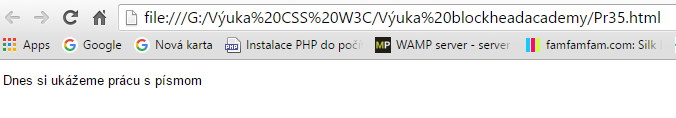 file:///G:/Výuka%20CSS%20W3C/Výuka%20blockheadacademy/Pr35.html
Apps Google Nová karta Instalace PHP do počí WAMP server - server famfamfam.com: Silk
Dnes si ukážeme prácu s písmom